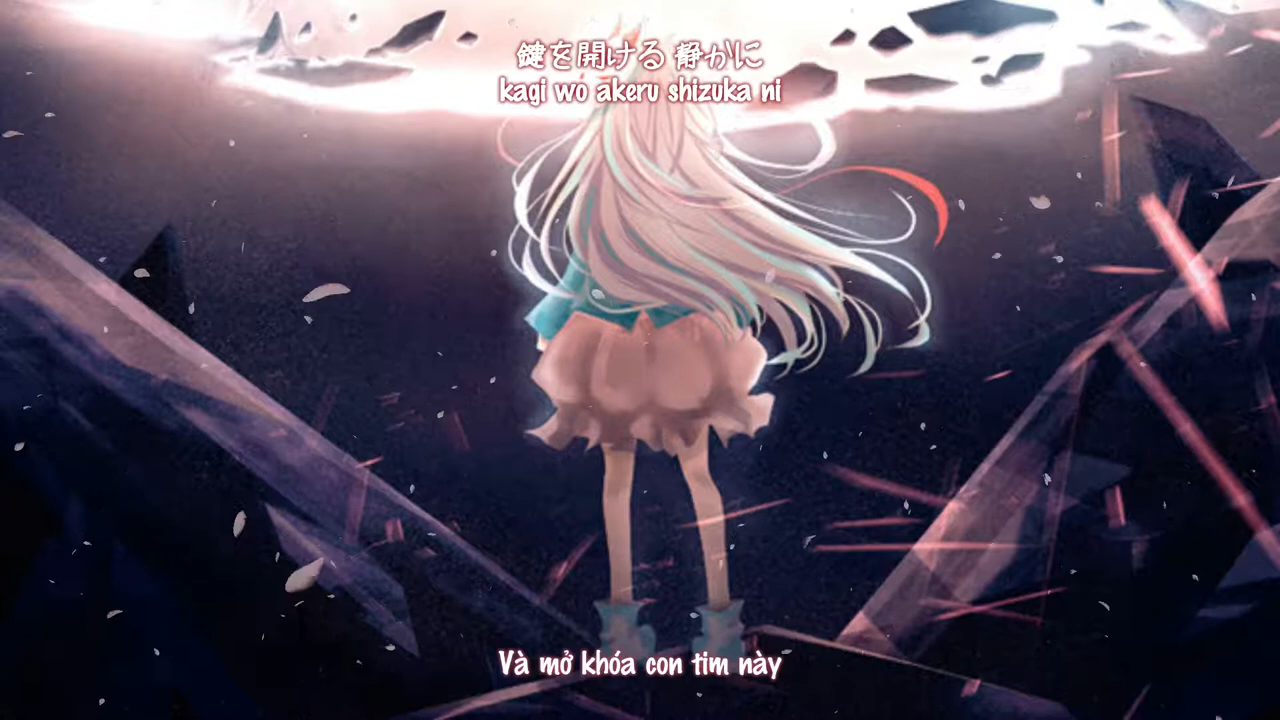 鍵を開ける 静かに
kagi wo akeru shizuka ni
Và mở khóa con tim này